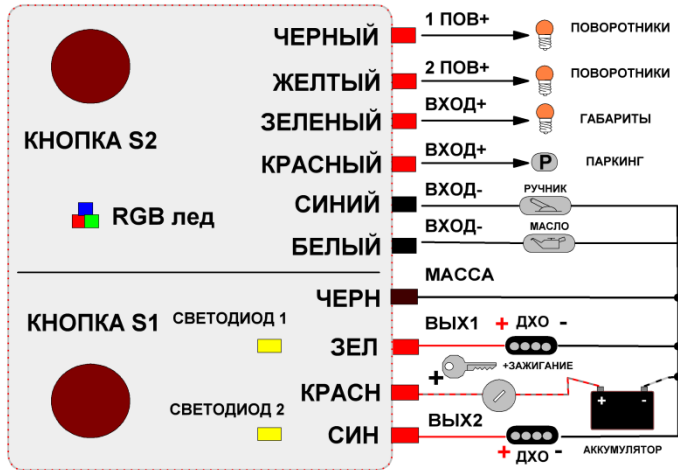 ЧЕРНЫЙ 1 ПОВ+ ПОВОРОТНИКИ
ЖЕЛТЫЙ 2 ПОВ+ ПОВОРОТНИКИ
ЗЕЛЕНЫЙ ВХОД+ ГАБАРИТЫ
КНОПКА S2
КРАСНЫЙ ВХОД+ P ПАРКИНГ
СИНИЙ ВХОД- РУЧНИК
RGB лед
БЕЛЫЙ ВХОД- МАСЛО
ЧЕРН МАССА
КНОПКА S1
СВЕТОДИОД 1
ЗЕЛ ВЫХ1 + ДХО -
КРАСН + +ЗАЖИГАНИЕ
+ -
СВЕТОДИОД 2
СИН ВЫХ2 + ДХО -
АККУМУЛЯТОР